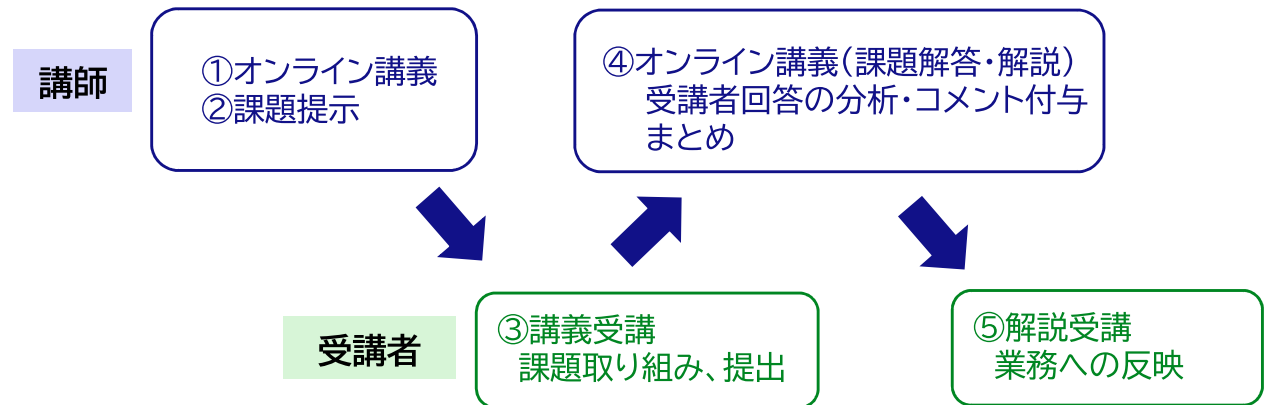 講師
①オンライン講義
②課題提示
④オンライン講義（課題解答・解説）
受講者回答の分析・コメント付与
まとめ
受講者
③講義受講
課題取り組み、提出
⑤解説受講
業務への反映